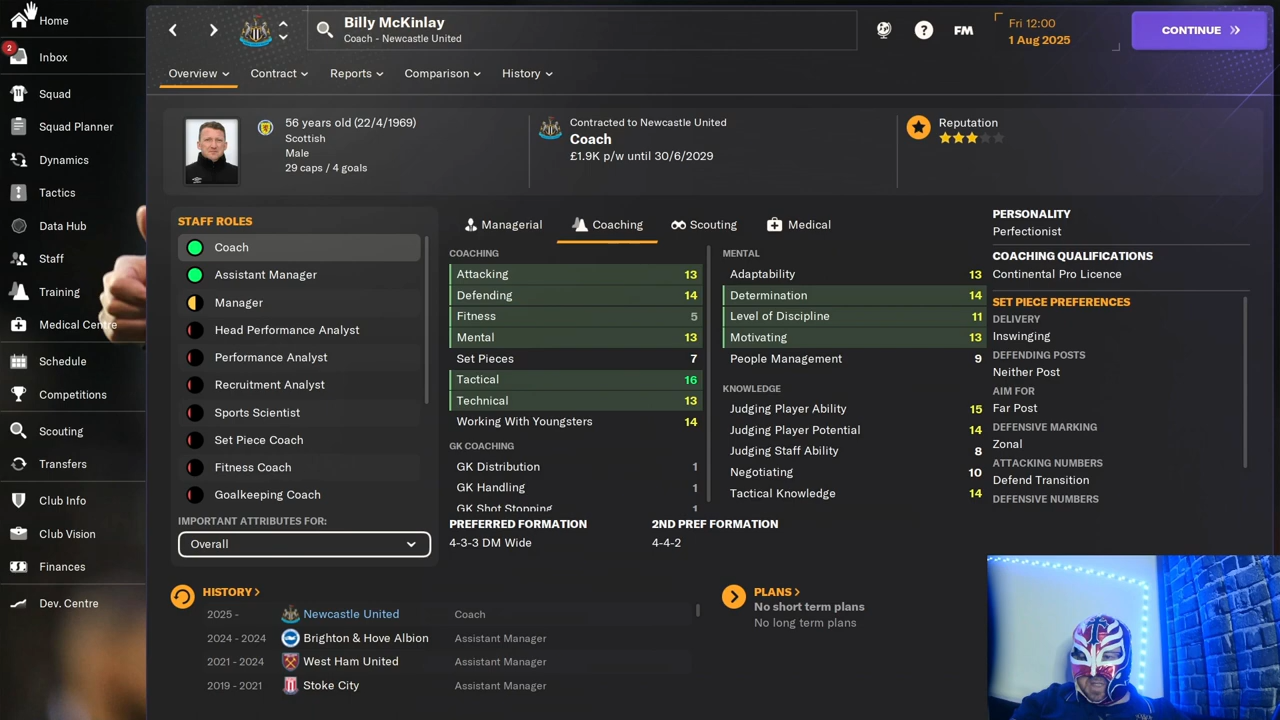 Home
2
Inbox
Squad
Squad Planner
Dynamics
Tactics
Data Hub
Staff
Training
Medical Centre
Schedule
Competitions
Scouting
Transfers
Club Info
Club Vision
Finances
Dev. Centre
Billy McKinlay
Coach - Newcastle United
?
FM
Fri 12:00
1 Aug 2025
CONTINUE
Overview
Contract
Reports
Comparison
History
56 years old (22/4/1969)
Scottish
Male
29 caps / 4 goals
Contracted to Newcastle United
Coach
£1.9K p/w until 30/6/2029
Reputation
STAFF ROLES
Coach
Assistant Manager
Manager
Head Performance Analyst
Performance Analyst
Recruitment Analyst
Sports Scientist
Set Piece Coach
Fitness Coach
Goalkeeping Coach
IMPORTANT ATTRIBUTES FOR:
Overall
Managerial
Coaching
Scouting
Medical
COACHING
Attacking 13
Defending 14
Fitness 5
Mental 13
Set Pieces 7
Tactical 16
Technical 13
Working With Youngsters 14
GK COACHING
GK Distribution 1
GK Handling 1
GK Shot Stopping 1
MENTAL
Adaptability 13
Determination 14
Level of Discipline 11
Motivating 13
People Management 9
KNOWLEDGE
Judging Player Ability 15
Judging Player Potential 14
Judging Staff Ability 8
Negotiating 10
Tactical Knowledge 14
PREFERRED FORMATION
4-3-3 DM Wide
2ND PREF FORMATION
4-4-2
PERSONALITY
Perfectionist
COACHING QUALIFICATIONS
Continental Pro Licence
SET PIECE PREFERENCES
DELIVERY
Inswinging
DEFENDING POSTS
Neither Post
AIM FOR
Far Post
DEFENSIVE MARKING
Zonal
ATTACKING NUMBERS
Defend Transition
DEFENSIVE NUMBERS
HISTORY >
2025 - Newcastle United Coach
2024 - 2024 Brighton & Hove Albion Assistant Manager
2021 - 2024 West Ham United Assistant Manager
2019 - 2021 Stoke City Assistant Manager
PLANS >
No short term plans
No long term plans